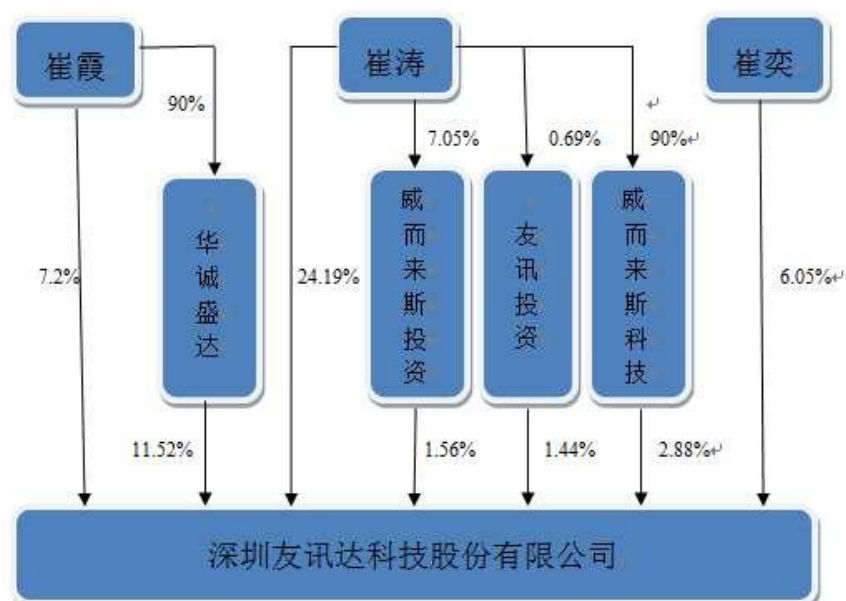 崔霞
崔涛
崔奕
90%
7.05%
0.69%
90%
华诚盛达
威而来斯投资
友讯投资
威而来斯科技
7.2%
24.19%
6.05%
11.52%
1.56%
1.44%
2.88%
深圳友讯达科技股份有限公司